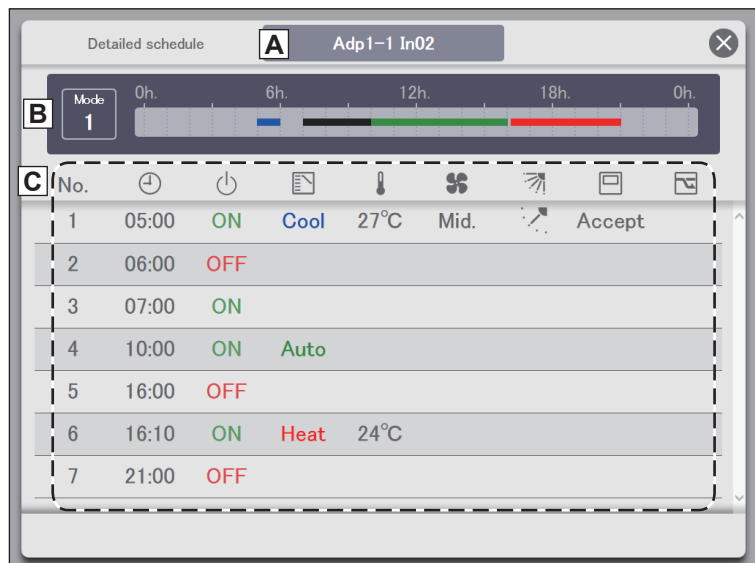 Detailed schedule A Adp1-1 In02
B Mode 1 0h. 6h. 12h. 18h. 0h.
C No.
1 05:00 ON Cool 27℃ Mid. Accept
2 06:00 OFF
3 07:00 ON
4 10:00 ON Auto
5 16:00 OFF
6 16:10 ON Heat 24℃
7 21:00 OFF